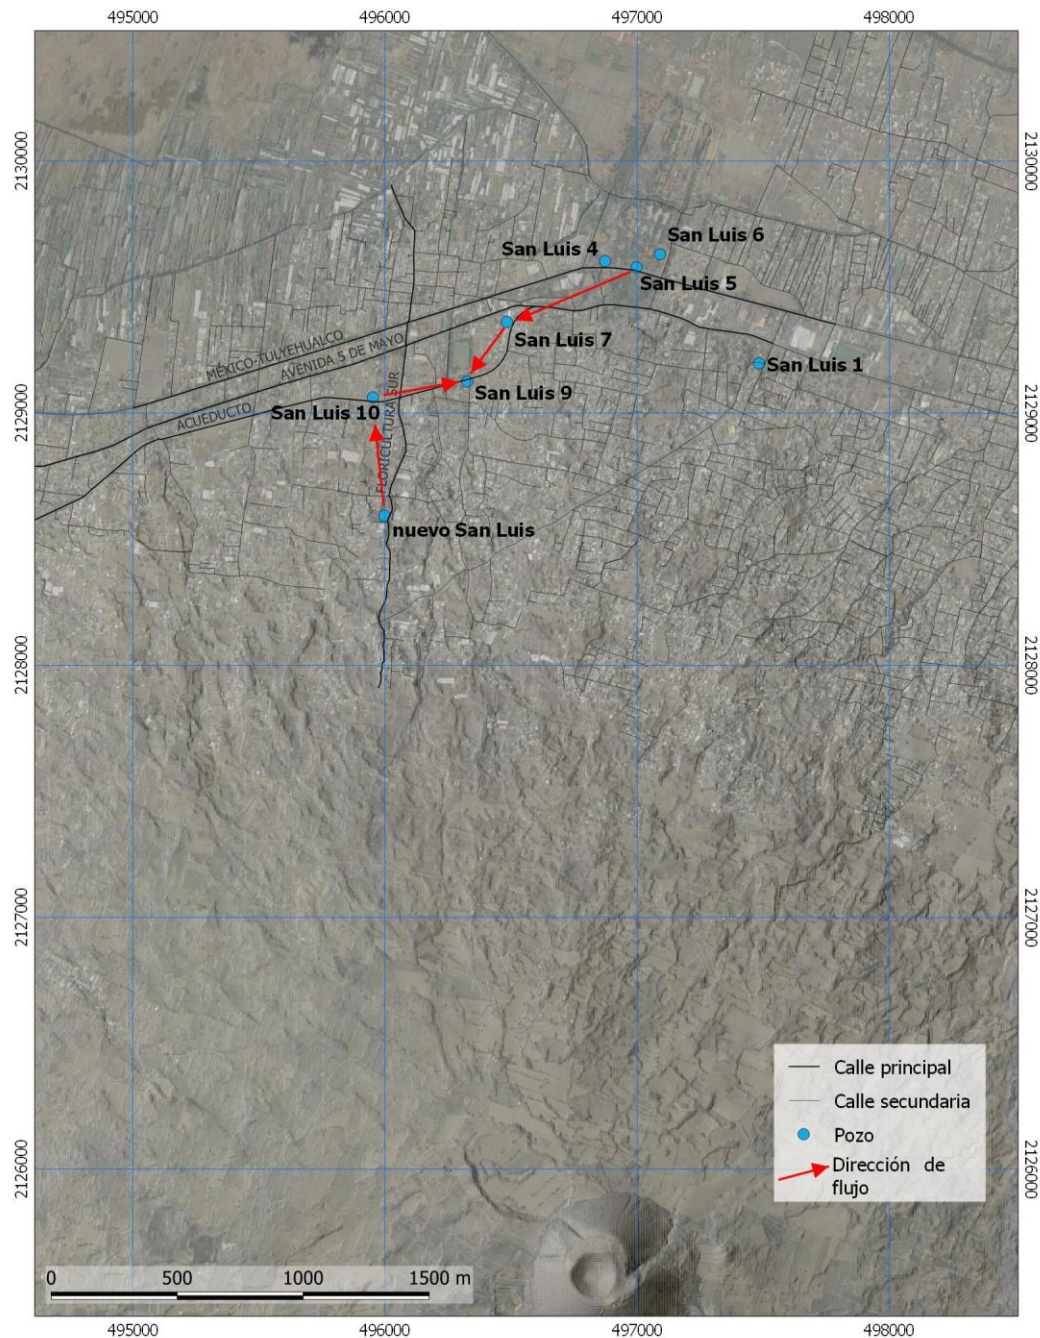 495000 496000 497000 498000
2130000 2130000
San Luis 6
San Luis 4
San Luis 5
San Luis 7
MÉXICO-TULYEHUALCO
AVENIDA 5 DE MAYO
San Luis 1
San Luis 9
FLORICULTURA SUR
San Luis 10
ACUEDUCTO
2129000 2129000
nuevo San Luis
2128000 2128000
2127000 2127000
Calle principal
Calle secundaria
Pozo
Dirección de
flujo
2126000 2126000
0 500 1000 1500 m
495000 496000 497000 498000